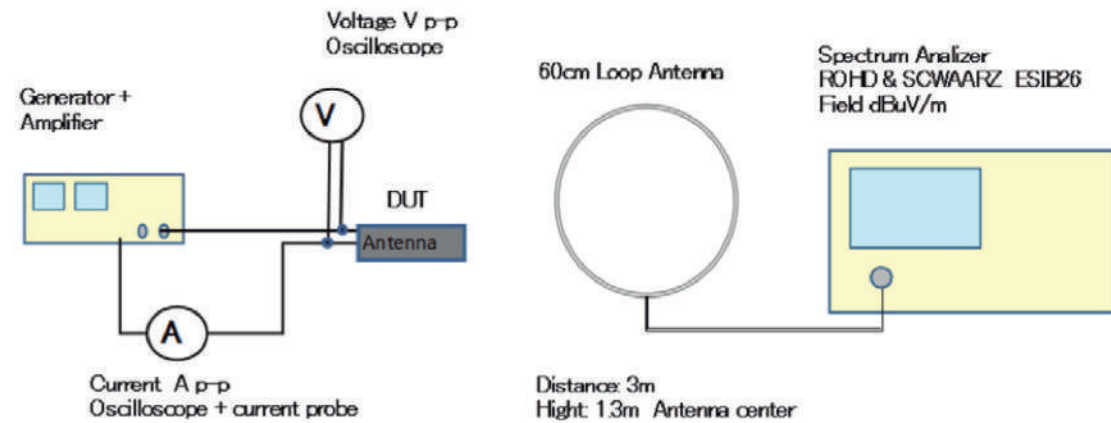 Voltage V p-p
Oscilloscope
Generator +
Amplifier
V
DUT
Antenna
A
Current A p-p
Oscilloscope + current probe
60cm Loop Antenna
Spectrum Analizer
ROHD & SCWAARZ ESIB26
Field dBuV/m
Distance: 3m
Hight: 1.3m Antenna center